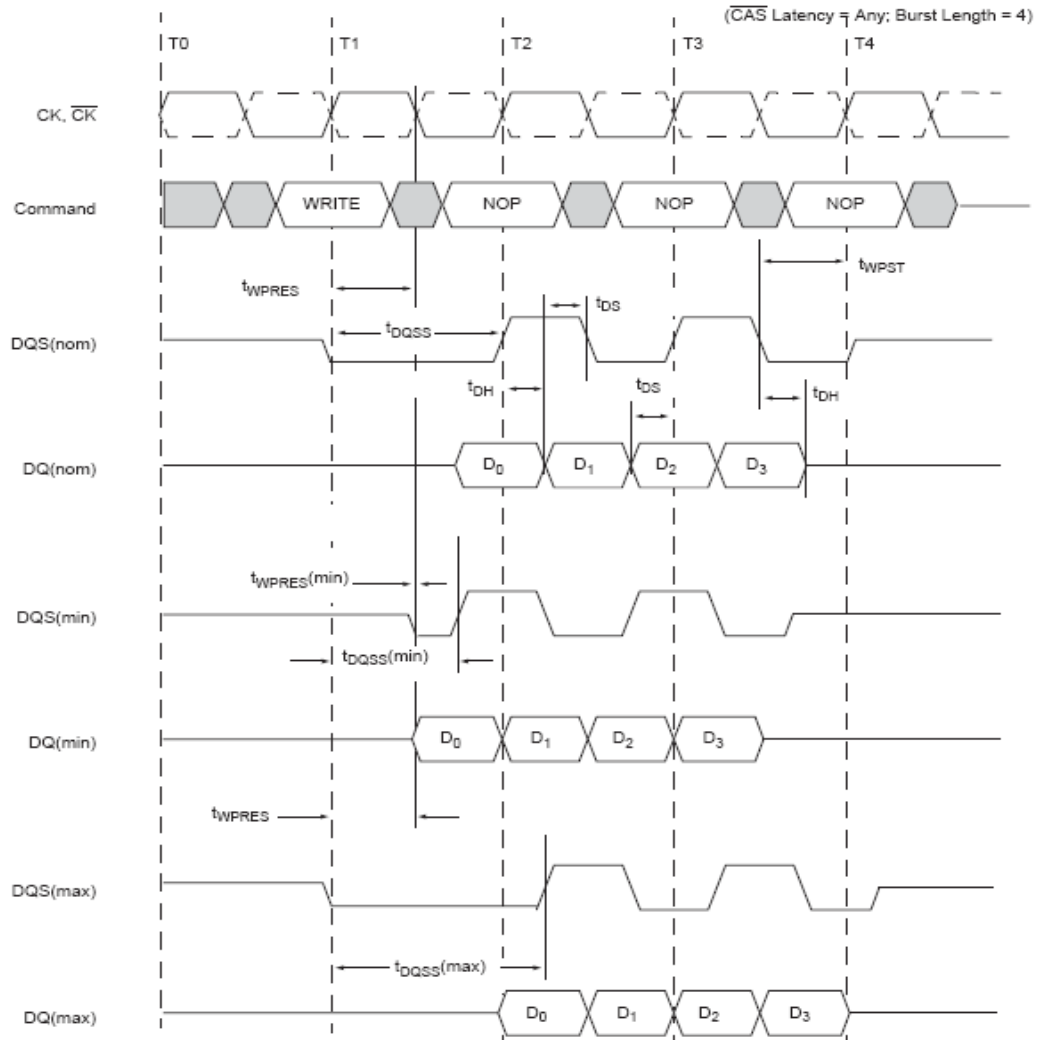 (CAS Latency = Any; Burst Length = 4)
T0 T1 T2 T3 T4
CK, CK
Command WRITE NOP NOP NOP
tWPST
tWPRES
tDS
tDQSS
DQS(nom)
tDH tDS tDH
DQ(nom) D0 D1 D2 D3
tWPRES(min)
DQS(min)
tDQSS(min)
DQ(min) D0 D1 D2 D3
tWPRES
DQS(max)
tDQSS(max)
DQ(max) D0 D1 D2 D3